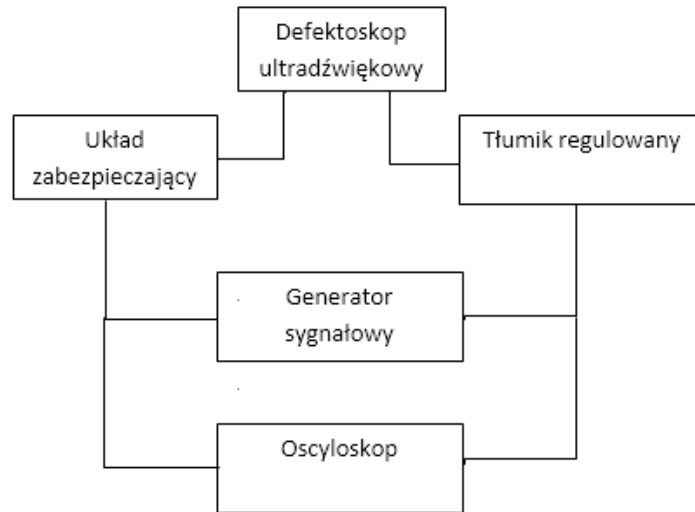 Defektoskop
ultradźwiękowy
Układ
zabezpieczający
Tłumik regulowany
Generator
sygnałowy
Oscyloskop